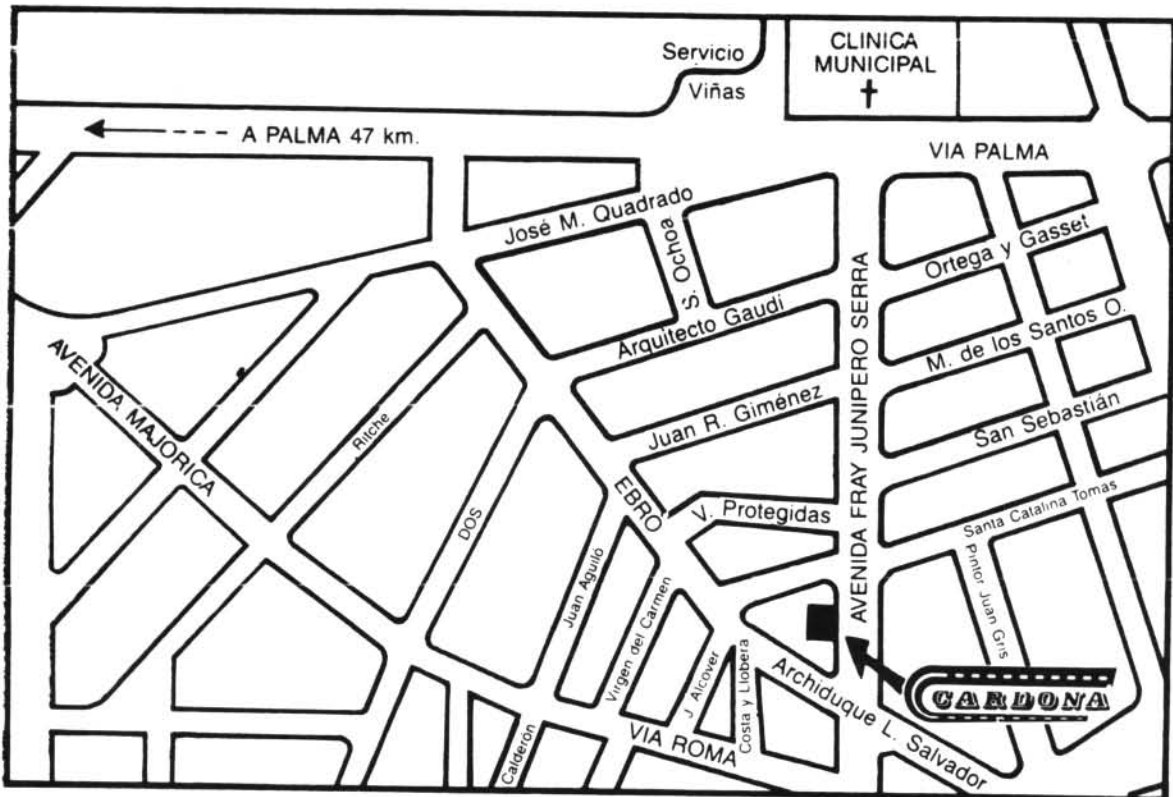 Servicio
Viñas
CLINICA
MUNICIPAL
A PALMA 47 km.
VIA PALMA
José M. Quadrado
S. Ochoa
Ortega y Gasset
Arquitecto Gaudí
M. de los Santos O.
AVENIDA FRAY JUNIPERO SERRA
AVENIDA MAJORICA
Ritche
Juan R. Giménez
San Sebastián
EBRO
V. Protegidas
Santa Catalina Tomas
DOS
Juan Aguiló
Virgen del Carmen
Pintor Juan Gris
J Alcover
Costa y Llobera
Archiduque L. Salvador
CARDONA
Calderón
VIA ROMA